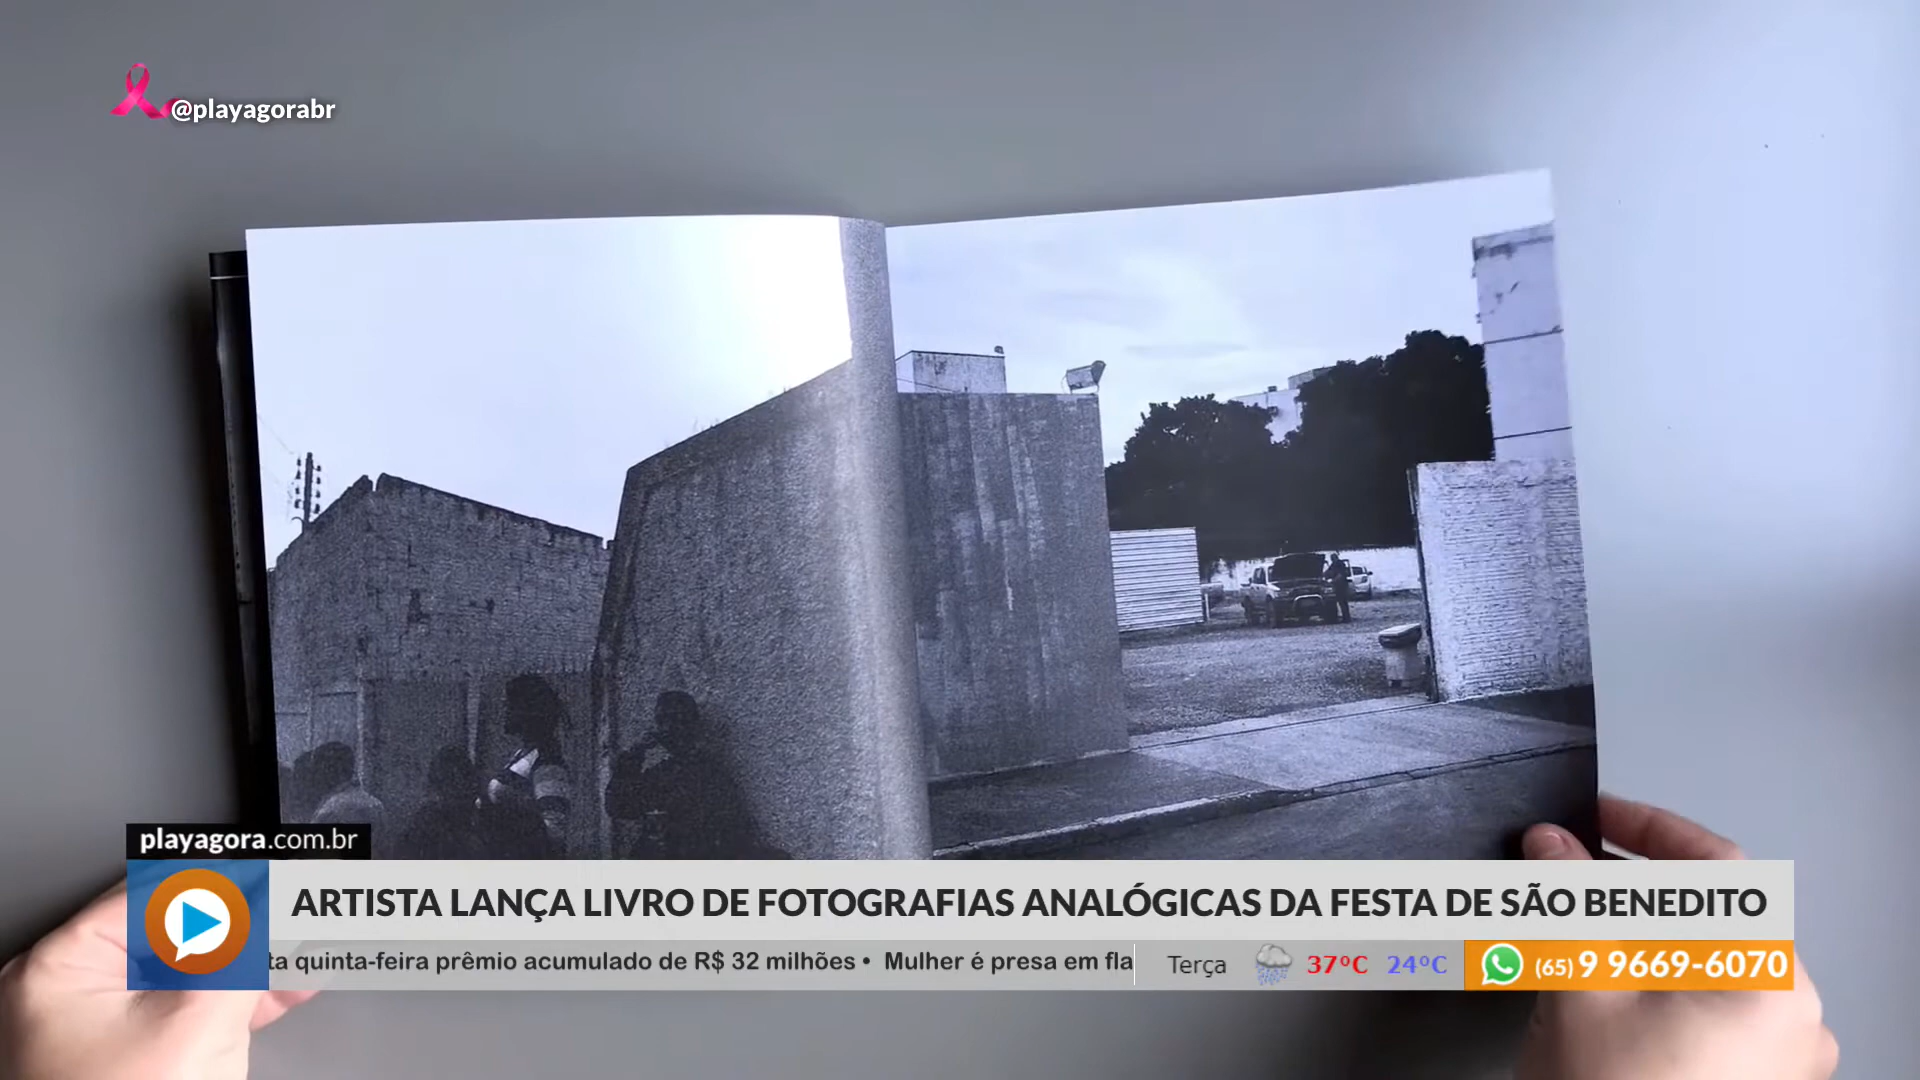 @playagorabr
playagora.com.br
ARTISTA LANÇA LIVRO DE FOTOGRAFIAS ANALÓGICAS DA FESTA DE SÃO BENEDITO
ta quinta-feira prêmio acumulado de R$ 32 milhões • Mulher é presa em fla
Terça 37°C 24°C
(65) 9 9669-6070